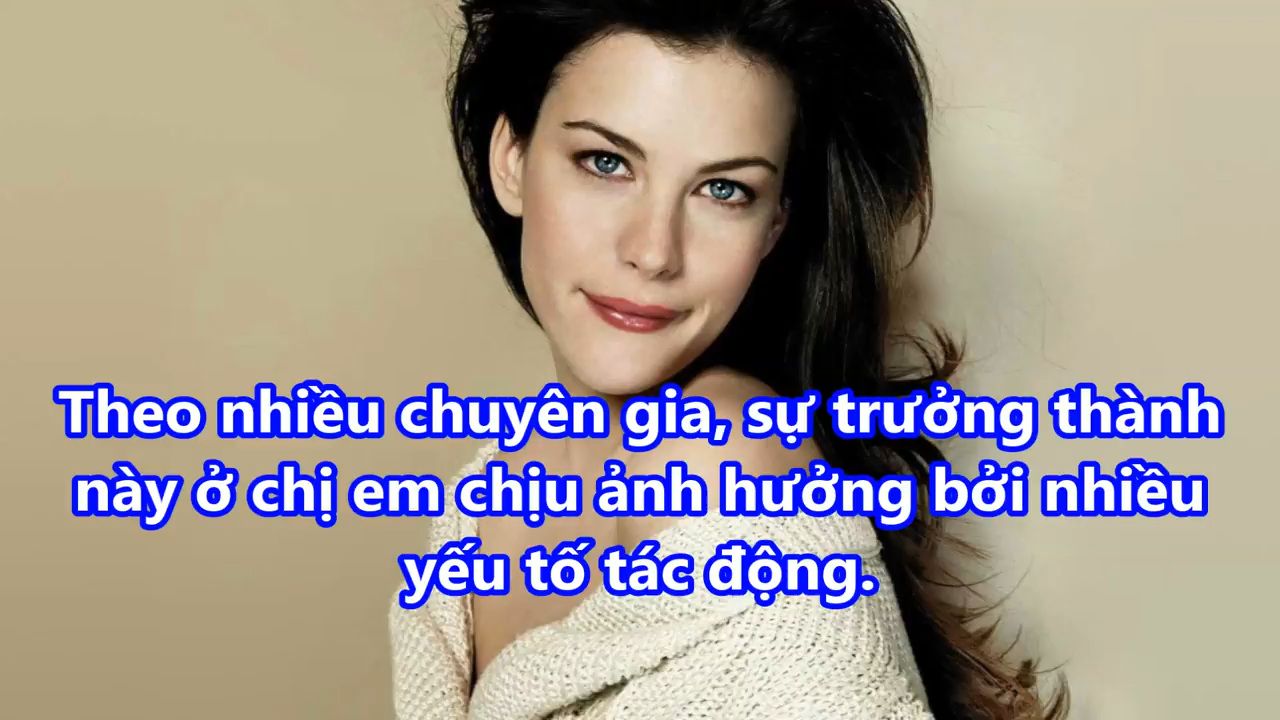 Theo nhiều chuyên gia, sự trưởng thành
này ở chị em chịu ảnh hưởng bởi nhiều
yếu tố tác động.